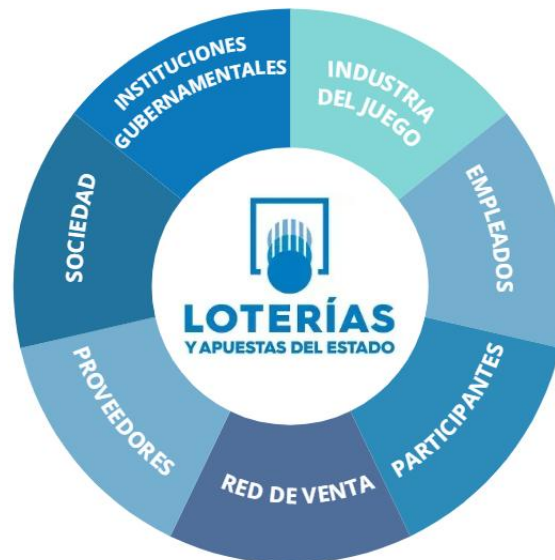 INSTITUCIONES
GUBERNAMENTALES
INDUSTRIA
DEL JUEGO
EMPLEADOS
PARTICIPANTES
RED DE VENTA
PROVEEDORES
SOCIEDAD
LOTERÍAS
Y APUESTAS DEL ESTADO